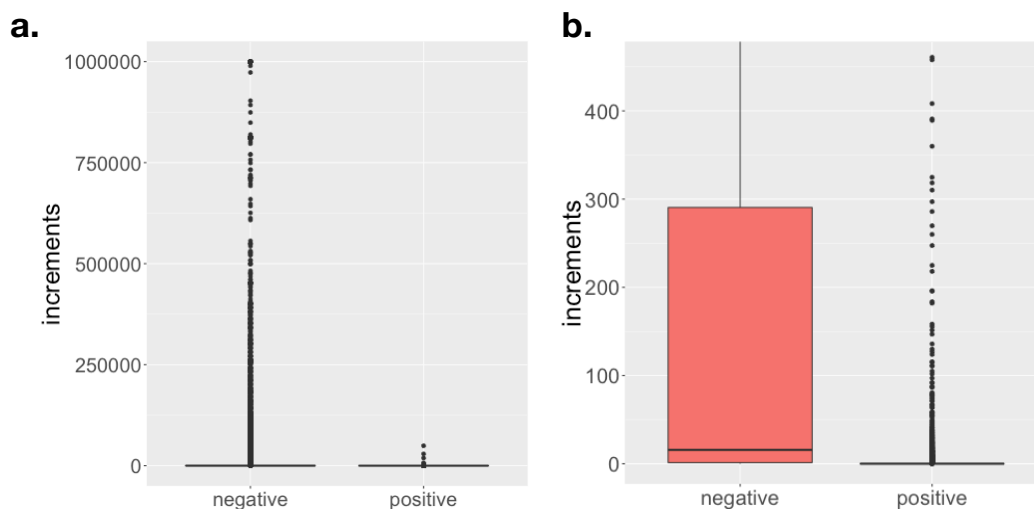 a.
increments
1000000
750000
500000
250000
0
negative positive
b.
increments
400
300
200
100
0
negative positive